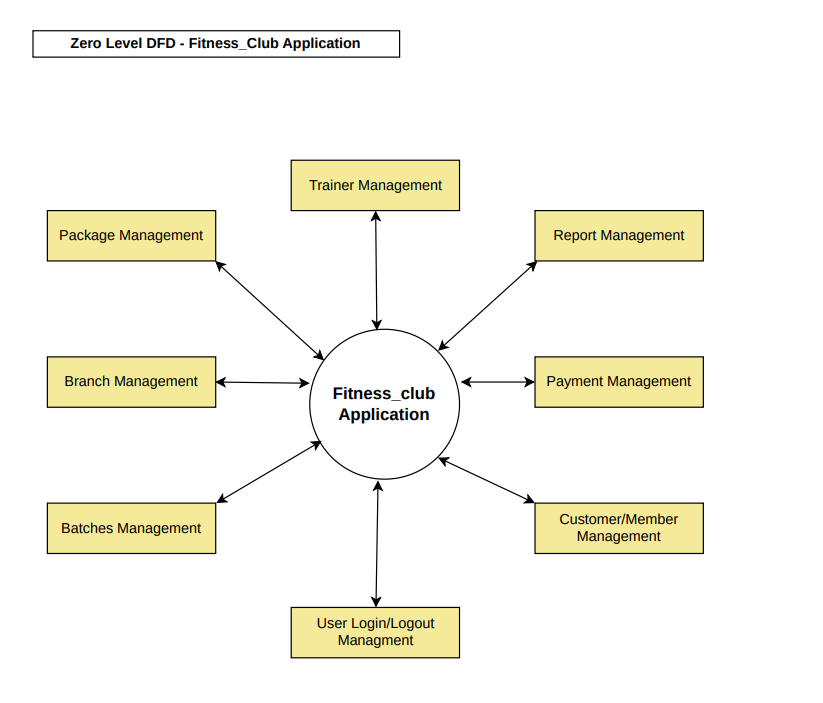 Zero Level DFD - Fitness_Club Application
Trainer Management
Package Management
Report Management
Branch Management
Fitness_club
Application
Payment Management
Batches Management
Customer/Member
Management
User Login/Logout
Managment